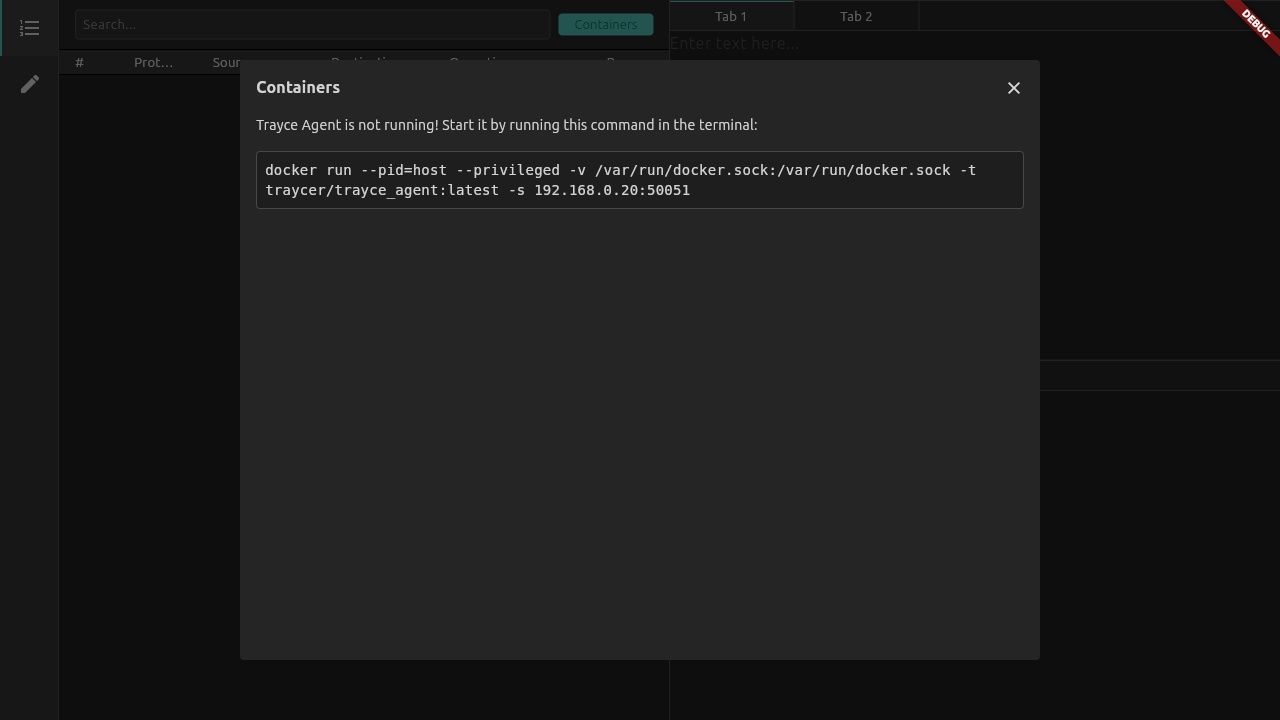 Search...
Containers
Tab 1
Tab 2
DEBUG
Enter text here...
#
Prot...
Containers
Trayce Agent is not running! Start it by running this command in the terminal:
docker run --pid=host --privileged -v /var/run/docker.sock:/var/run/docker.sock -t
traycer/trayce_agent:latest -s 192.168.0.20:50051